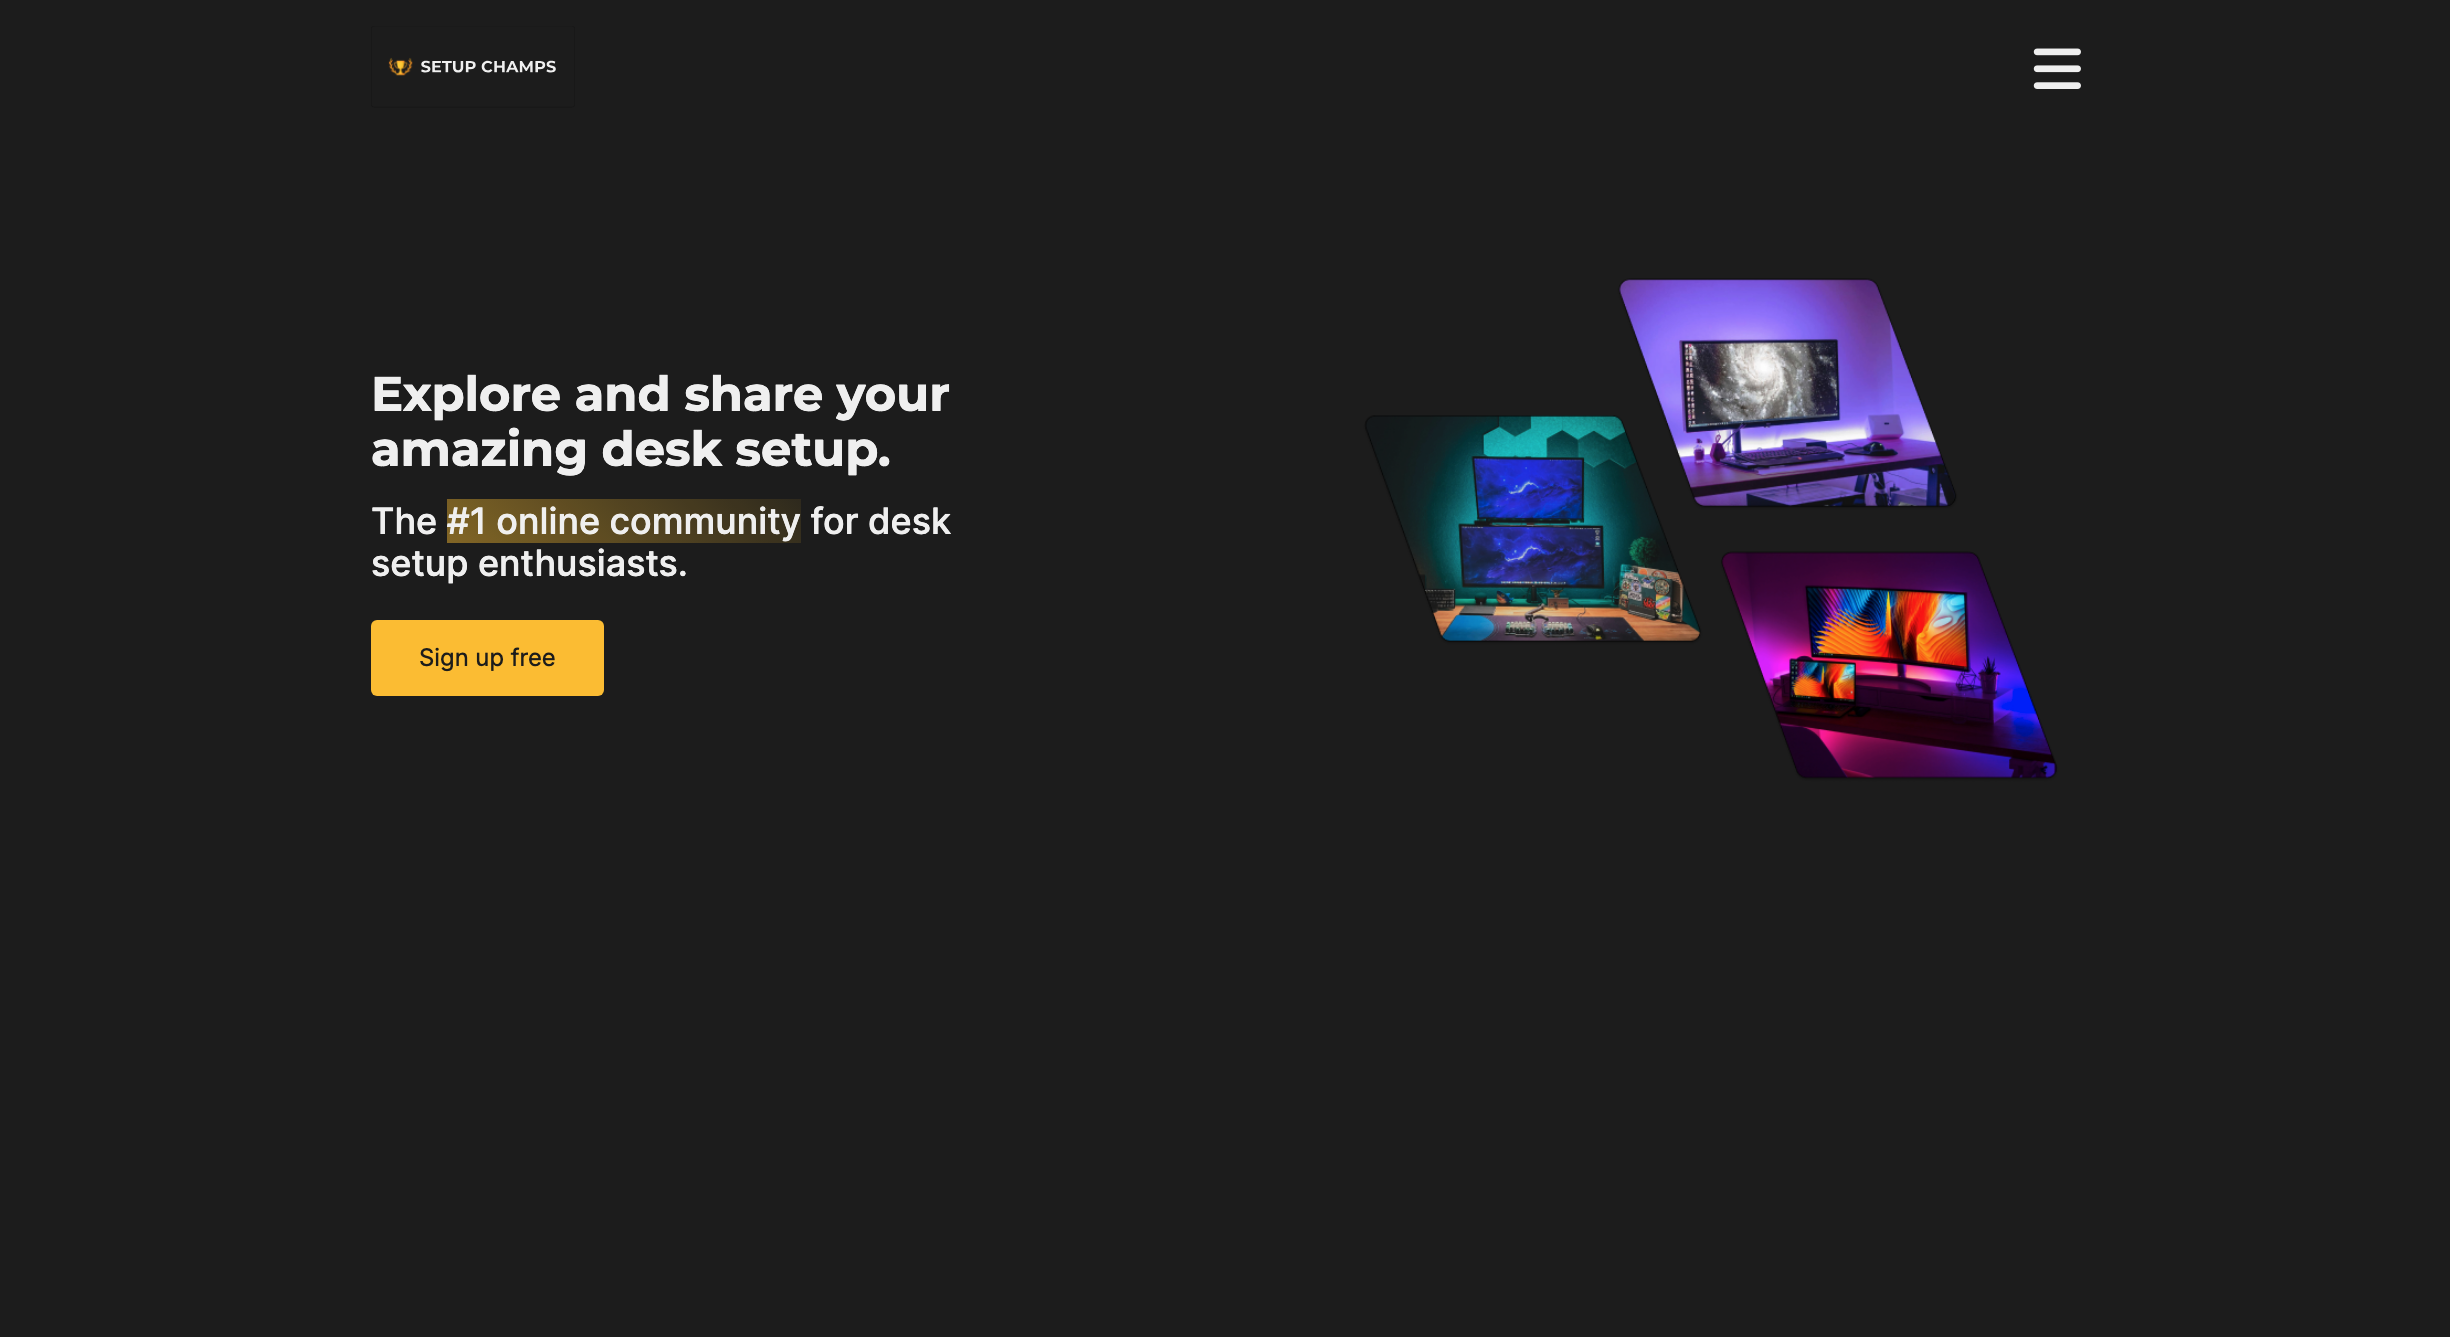 SETUP CHAMPS
Explore and share your
amazing desk setup.
The #1 online community for desk
setup enthusiasts.
Sign up free